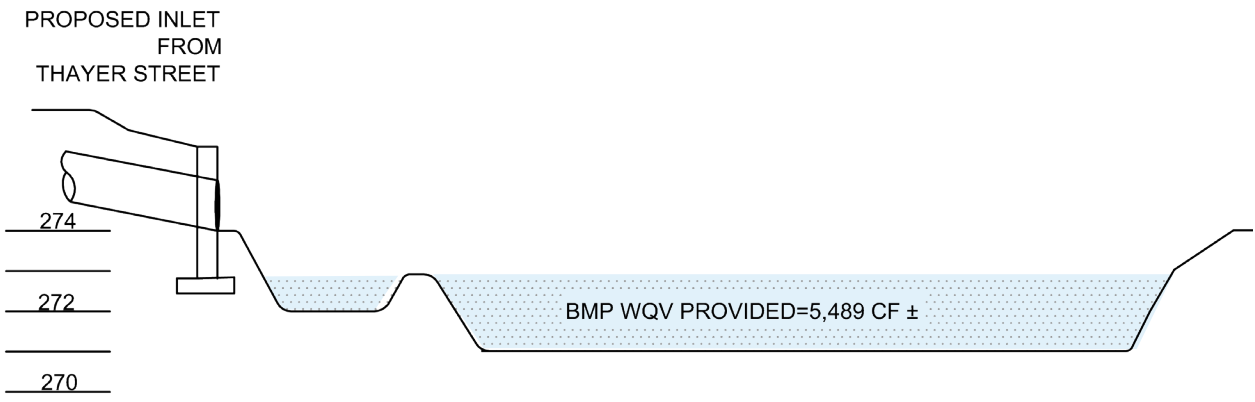 PROPOSED INLET
FROM
THAYER STREET
274
272
BMP WQV PROVIDED=5,489 CF ±
270